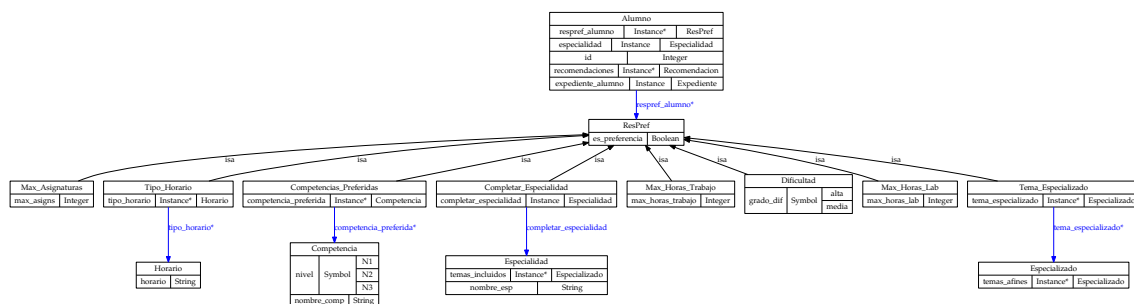 Alumno
respref_alumno Instance* ResPref
especialidad Instance Especialidad
id Integer
recomendaciones Instance* Recomendacion
expediente_alumno Instance Expediente
respref_alumno*
ResPref
es_preferencia Boolean
isa isa isa isa isa isa isa isa
Max_Asignaturas
max_asigns Integer
Tipo_Horario
tipo_horario Instance* Horario
Competencias_Preferidas
competencia_preferida Instance* Competencia
Completar_Especialidad
completar_especialidad Instance Especialidad
Max_Horas_Trabajo
max_horas_trabajo Integer
Dificultad
grado_dif Symbol alta
media
Max_Horas_Lab
max_horas_lab Integer
Tema_Especializado
tema_especializado Instance* Especializado
tipo_horario*
competencia_preferida*
completar_especialidad
tema_especializado*
Horario
horario String
Competencia
nivel Symbol N1
N2
N3
nombre_comp String
Especialidad
temas_incluidos Instance* Especializado
nombre_esp String
Especializado
temas_afines Instance* Especializado